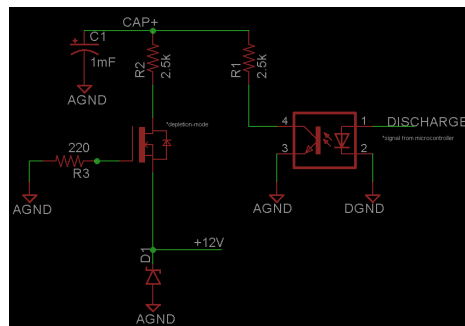 CAP+
C1
1mF
AGND
R2
2.5k
R1
2.5k
*depletion-mode
4
3
1
2
DISCHARGE
*signal from microcontroller
220
R3
AGND
AGND
DGND
+12V
D1
AGND